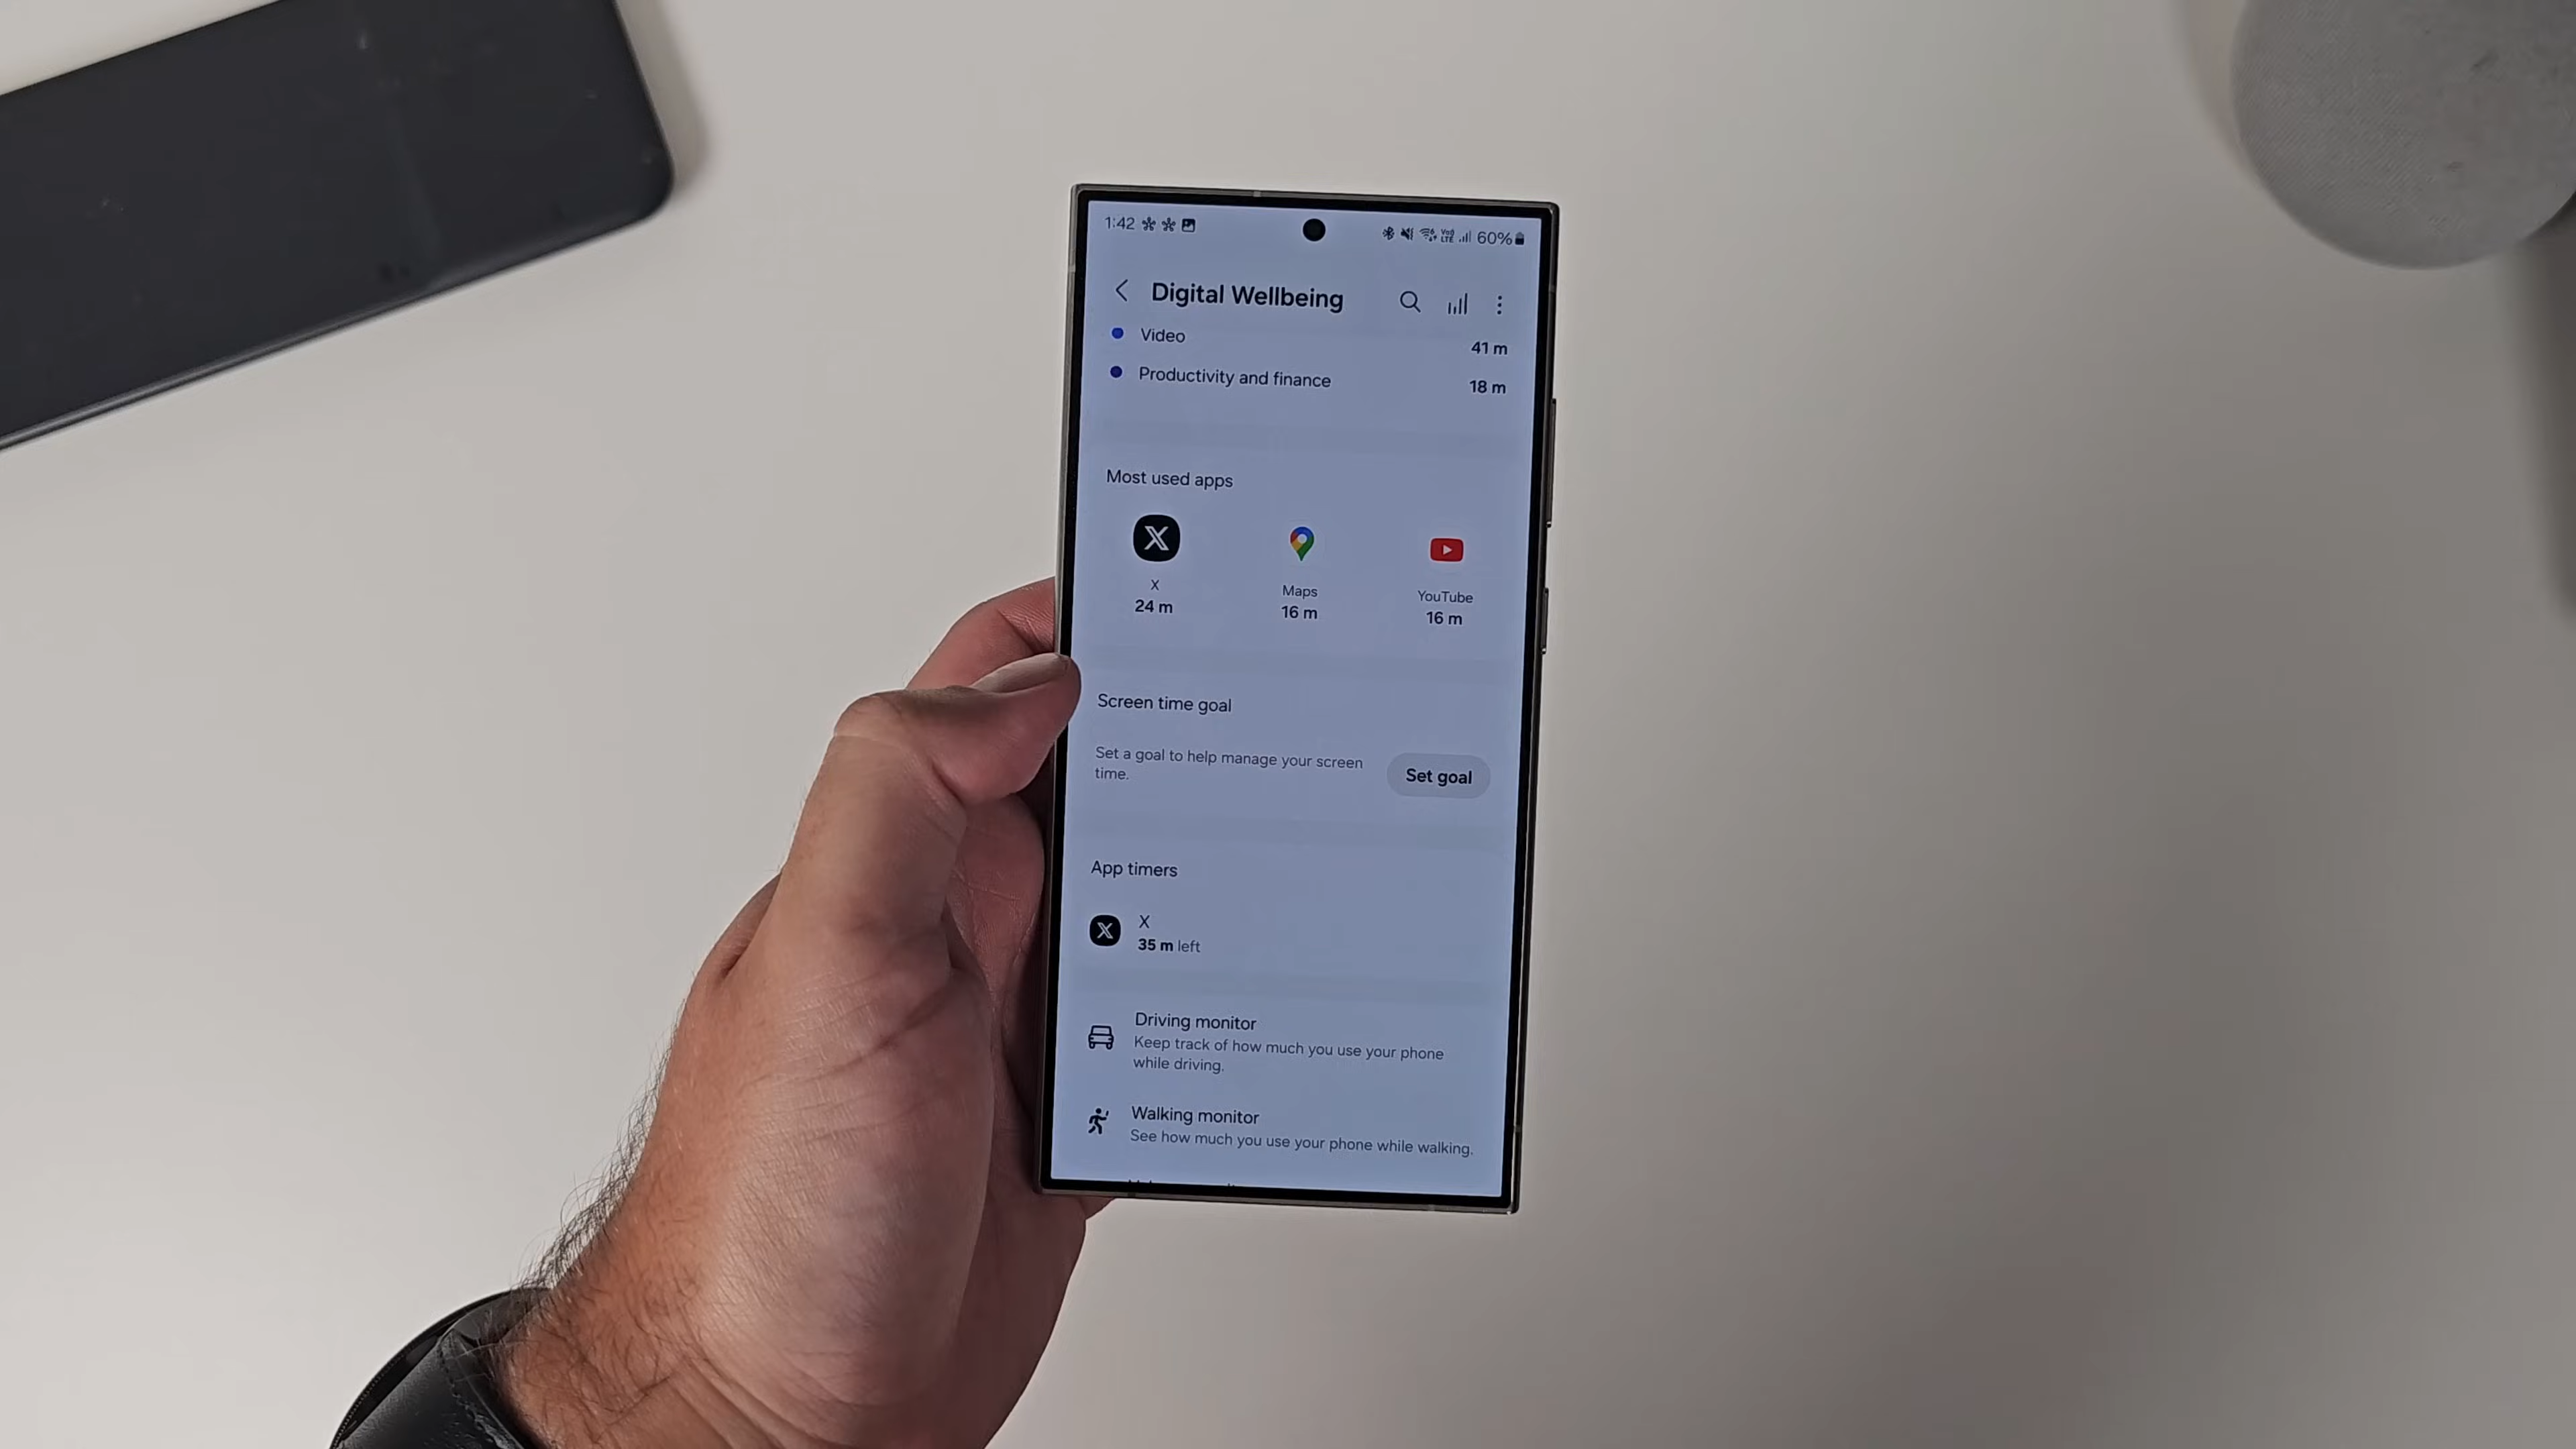 1:42
60%
Digital Wellbeing
Video
41 m
Productivity and finance
18 m
Most used apps
X
24 m
Maps
16 m
YouTube
16 m
Screen time goal
Set a goal to help manage your screen
time.
Set goal
App timers
X
35 m left
Driving monitor
Keep track of how much you use your phone
while driving.
Walking monitor
See how much you use your phone while walking.